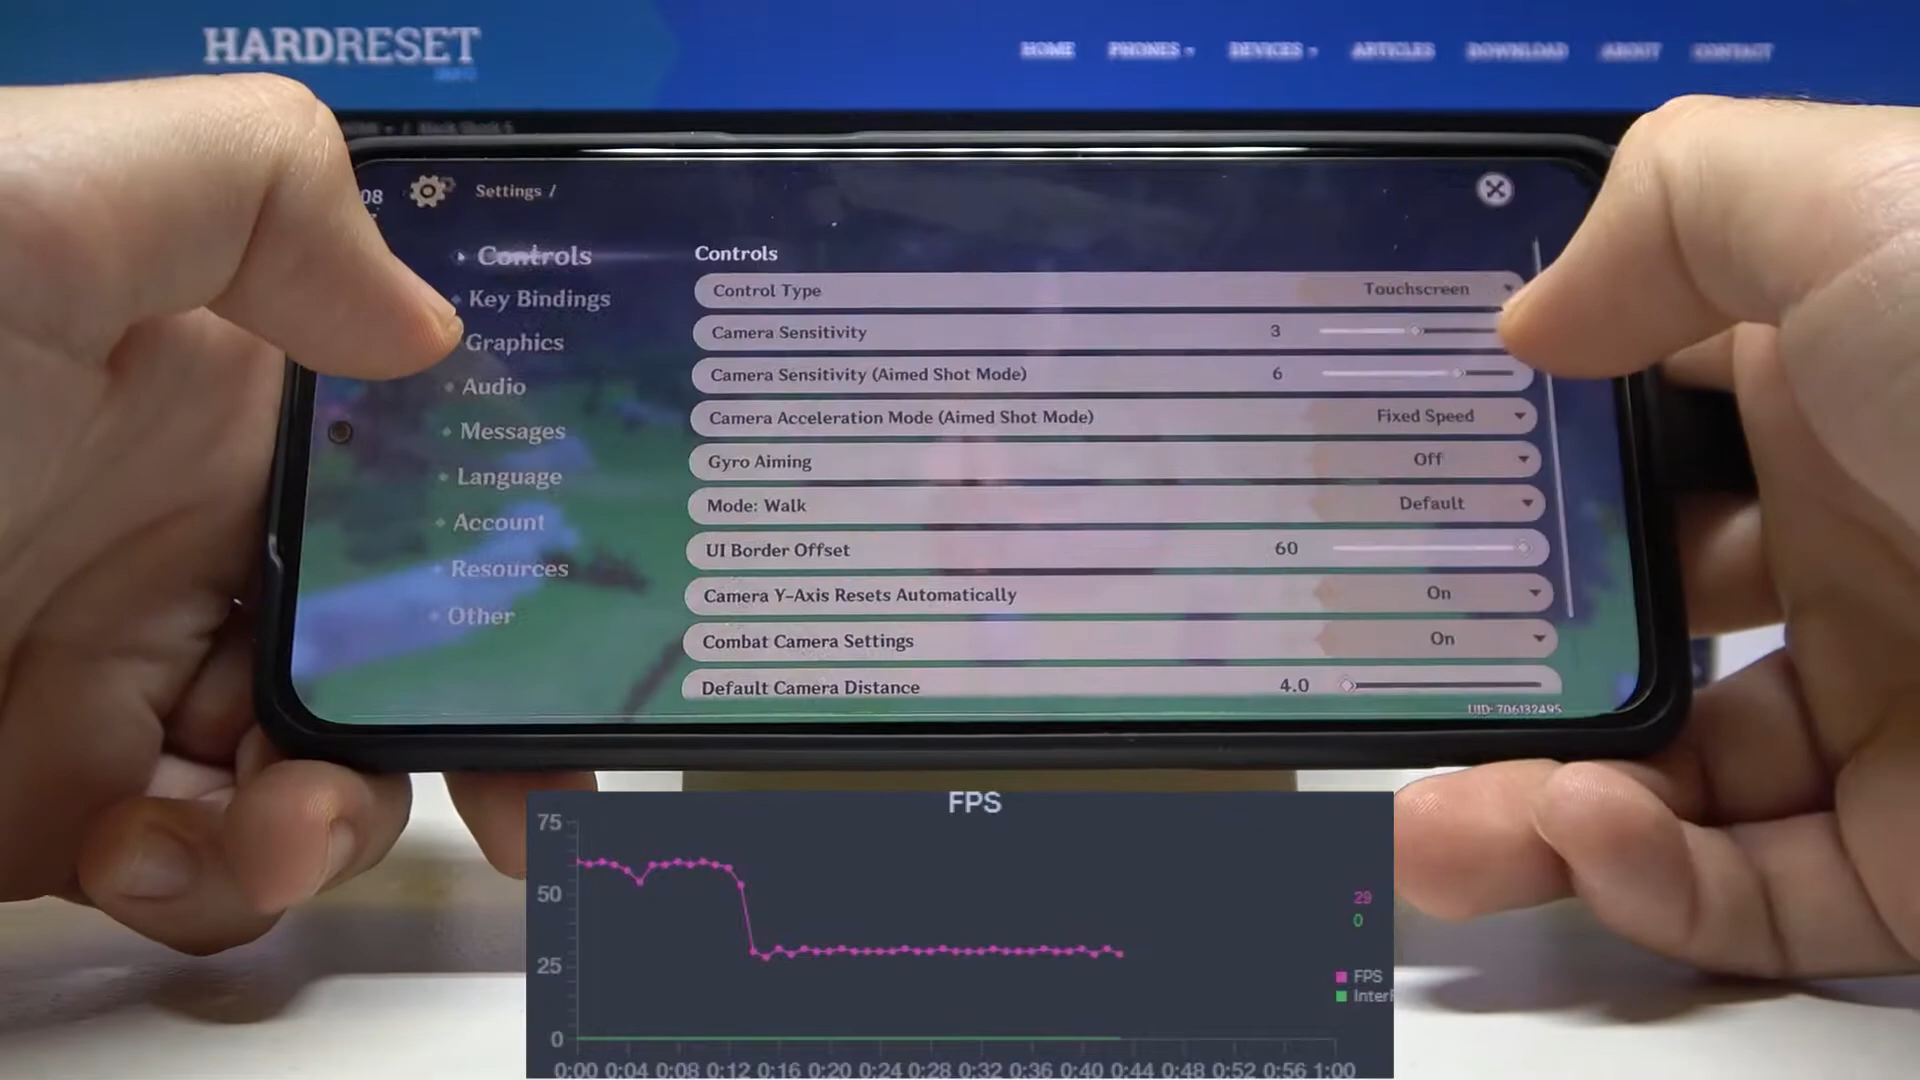 HARDRESET
INFO
HOME PHONES DEVICES ARTICLES DOWNLOAD ABOUT CONTACT
08
Settings /
Controls
Key Bindings
Graphics
Audio
Messages
Language
Account
Resources
Other
Controls
Control Type Touchscreen
Camera Sensitivity 3
Camera Sensitivity (Aimed Shot Mode) 6
Camera Acceleration Mode (Aimed Shot Mode) Fixed Speed
Gyro Aiming Off
Mode: Walk Default
UI Border Offset 60
Camera Y-Axis Resets Automatically On
Combat Camera Settings On
Default Camera Distance 4.0
UID: 706132495
FPS
75
50
25
0
0:00 0:04 0:08 0:12 0:16 0:20 0:24 0:28 0:32 0:36 0:40 0:44 0:48 0:52 0:56 1:00
29
0
FPS
InterF